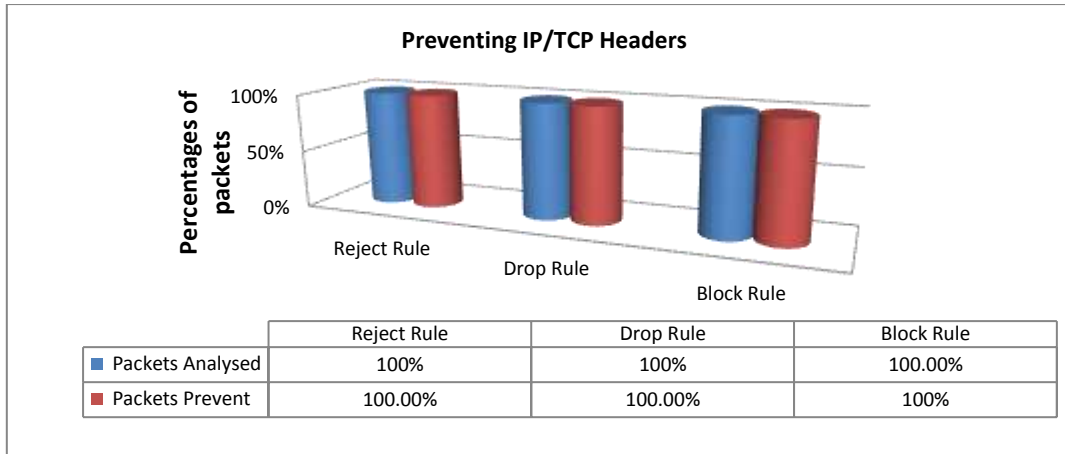 Preventing IP/TCP Headers
Percentages of
packets
100%
50%
0%
Reject Rule
Drop Rule
Block Rule
Reject Rule Drop Rule Block Rule
Packets Analysed 100% 100% 100.00%
Packets Prevent 100.00% 100.00% 100%